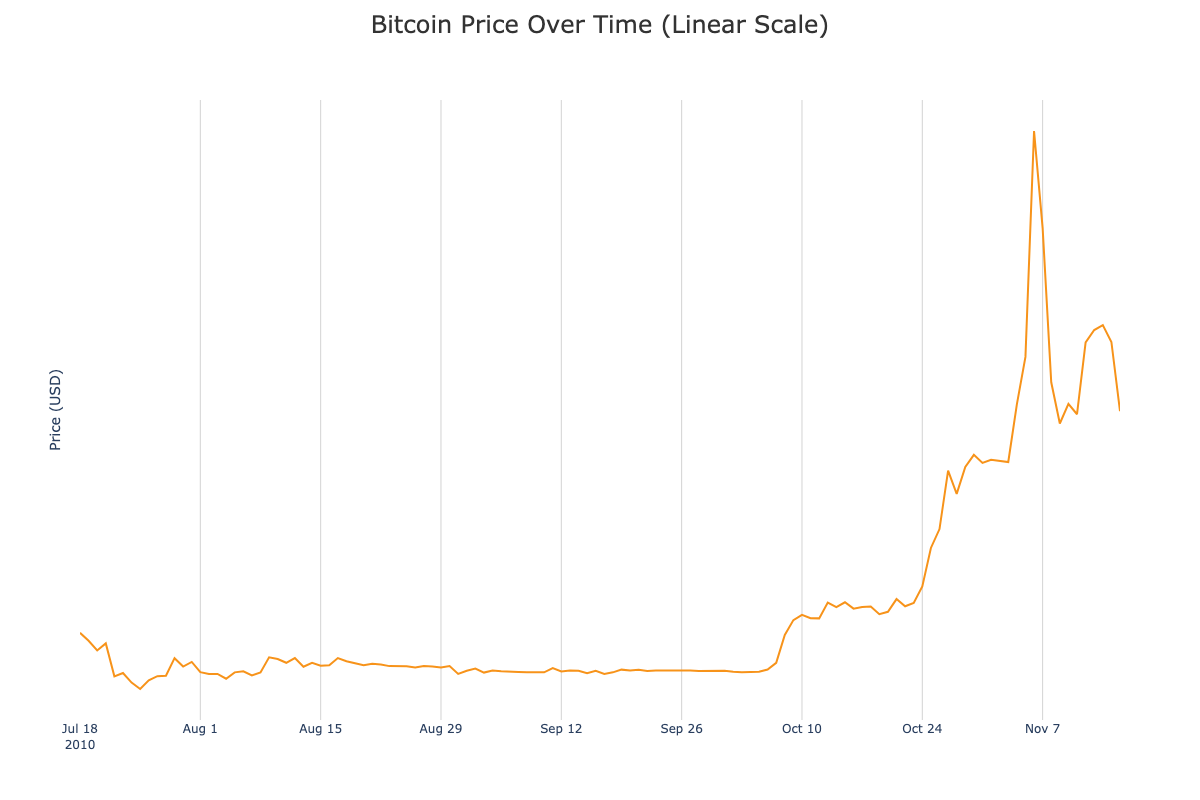 Bitcoin Price Over Time (Linear Scale)
Price (USD)
Jul 18 Aug 1 Aug 15 Aug 29 Sep 12 Sep 26 Oct 10 Oct 24 Nov 7
2010